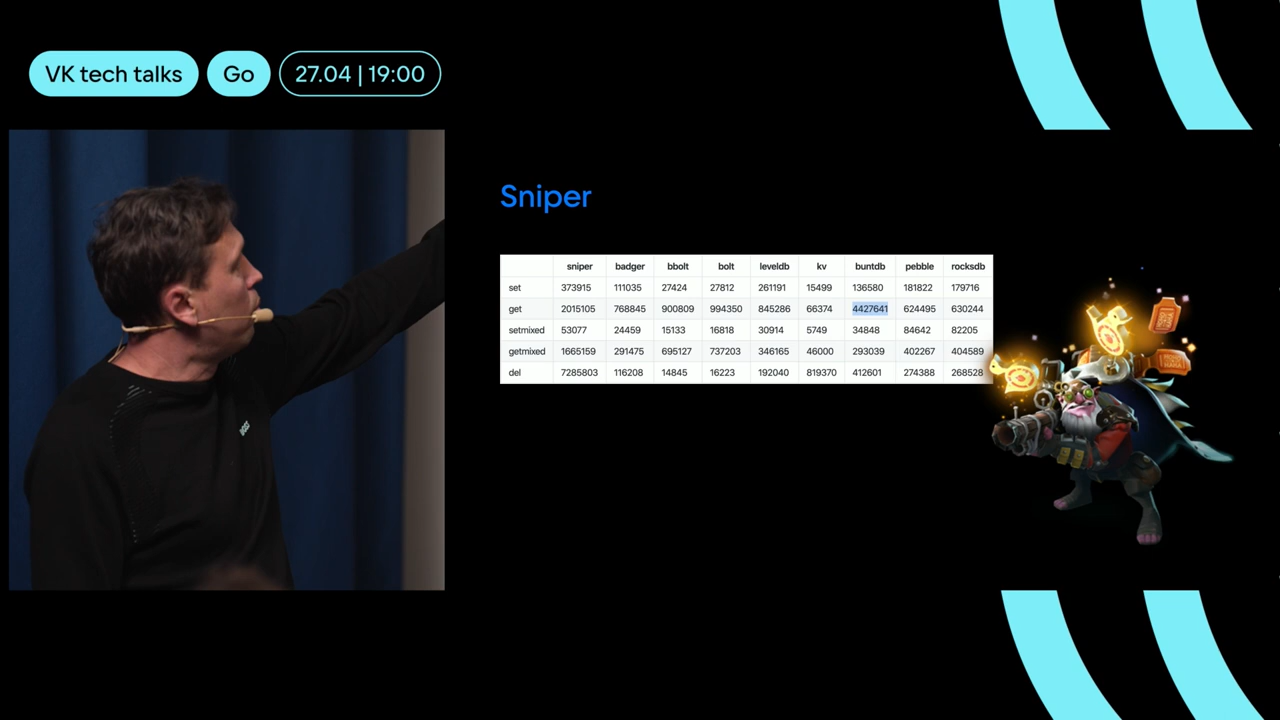 VK tech talks Go 27.04 | 19:00
Sniper
sniper badger bbolt bolt leveldb kv buntdb pebble rocksdb
set 373915 111035 27424 27812 261191 15499 136580 181822 179716
get 2015105 768845 900809 994350 845286 66374 4427641 624495 630244
setmixed 53077 24459 15133 16818 30914 5749 34848 84642 82205
getmixed 1665159 291475 695127 737203 346165 46000 293039 402267 404589
del 7285803 116208 14845 16223 192040 819370 412601 274388 268528